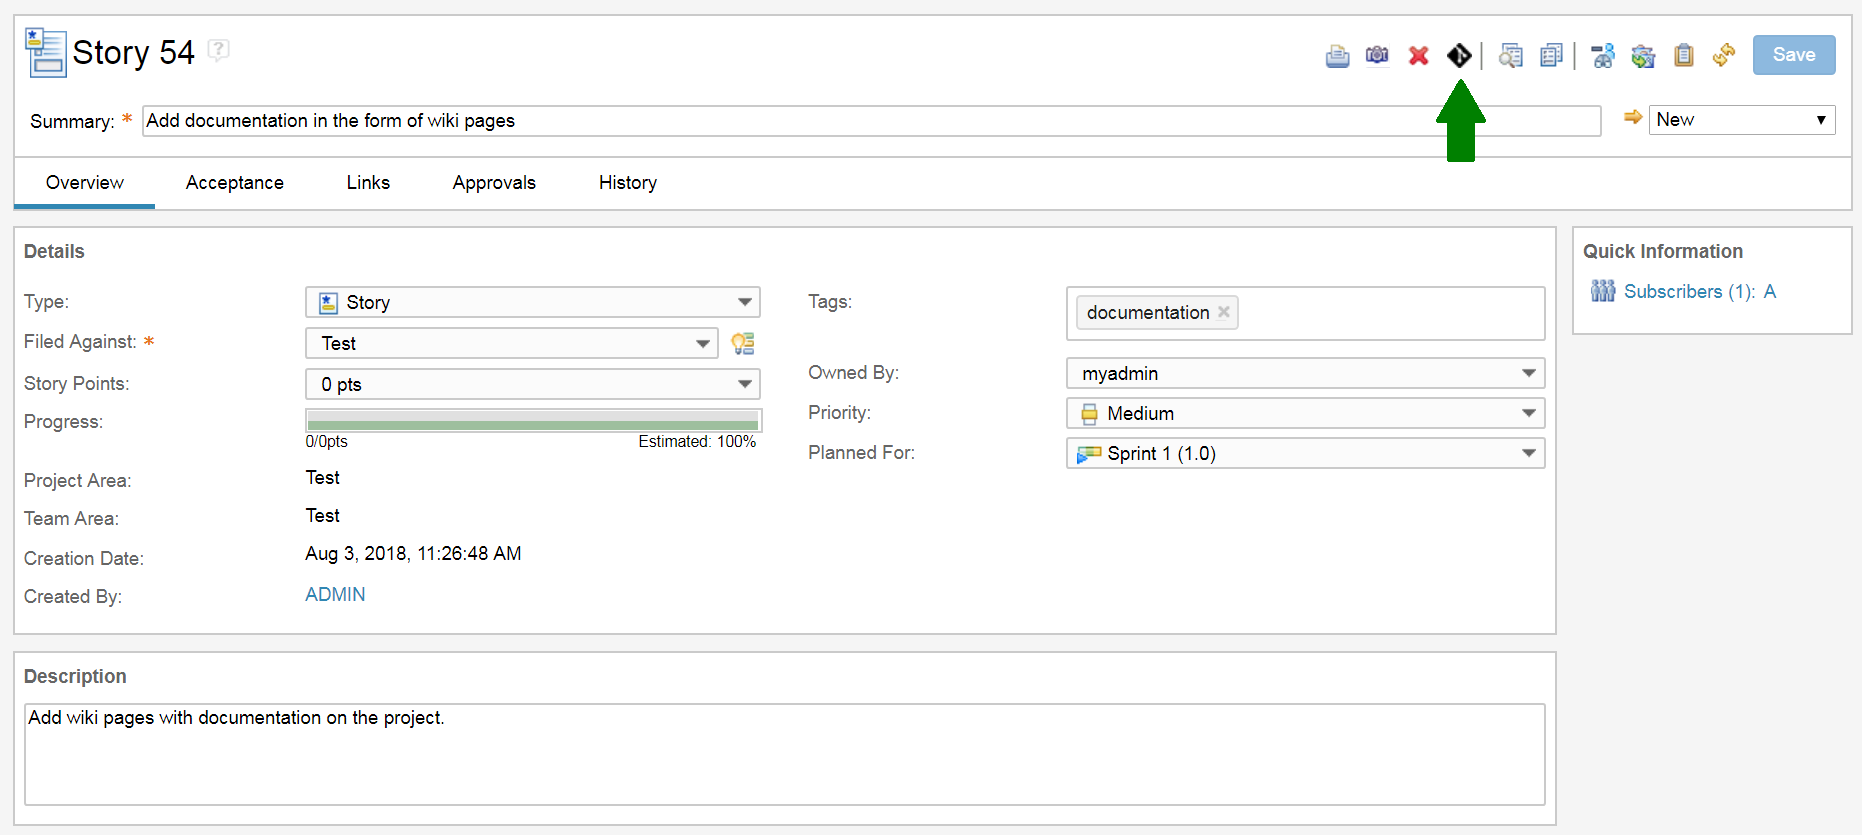 Story 54 ?
Save
Summary: * Add documentation in the form of wiki pages
New
Overview Acceptance Links Approvals History
Details
Type: Story
Filed Against: * Test
Story Points: 0 pts
Progress:
0/0pts Estimated: 100%
Project Area: Test
Team Area: Test
Creation Date: Aug 3, 2018, 11:26:48 AM
Created By: ADMIN
Tags: documentation
Owned By: myadmin
Priority: Medium
Planned For: Sprint 1 (1.0)
Quick Information
Subscribers (1): A
Description
Add wiki pages with documentation on the project.